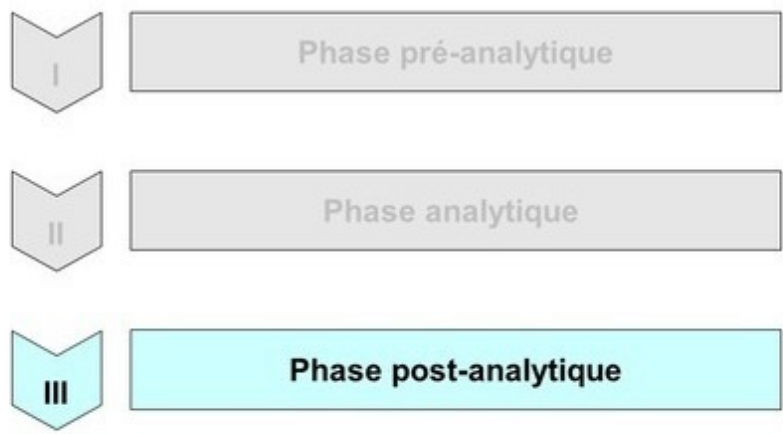 I
Phase pré-analytique
II
Phase analytique
III
Phase post-analytique